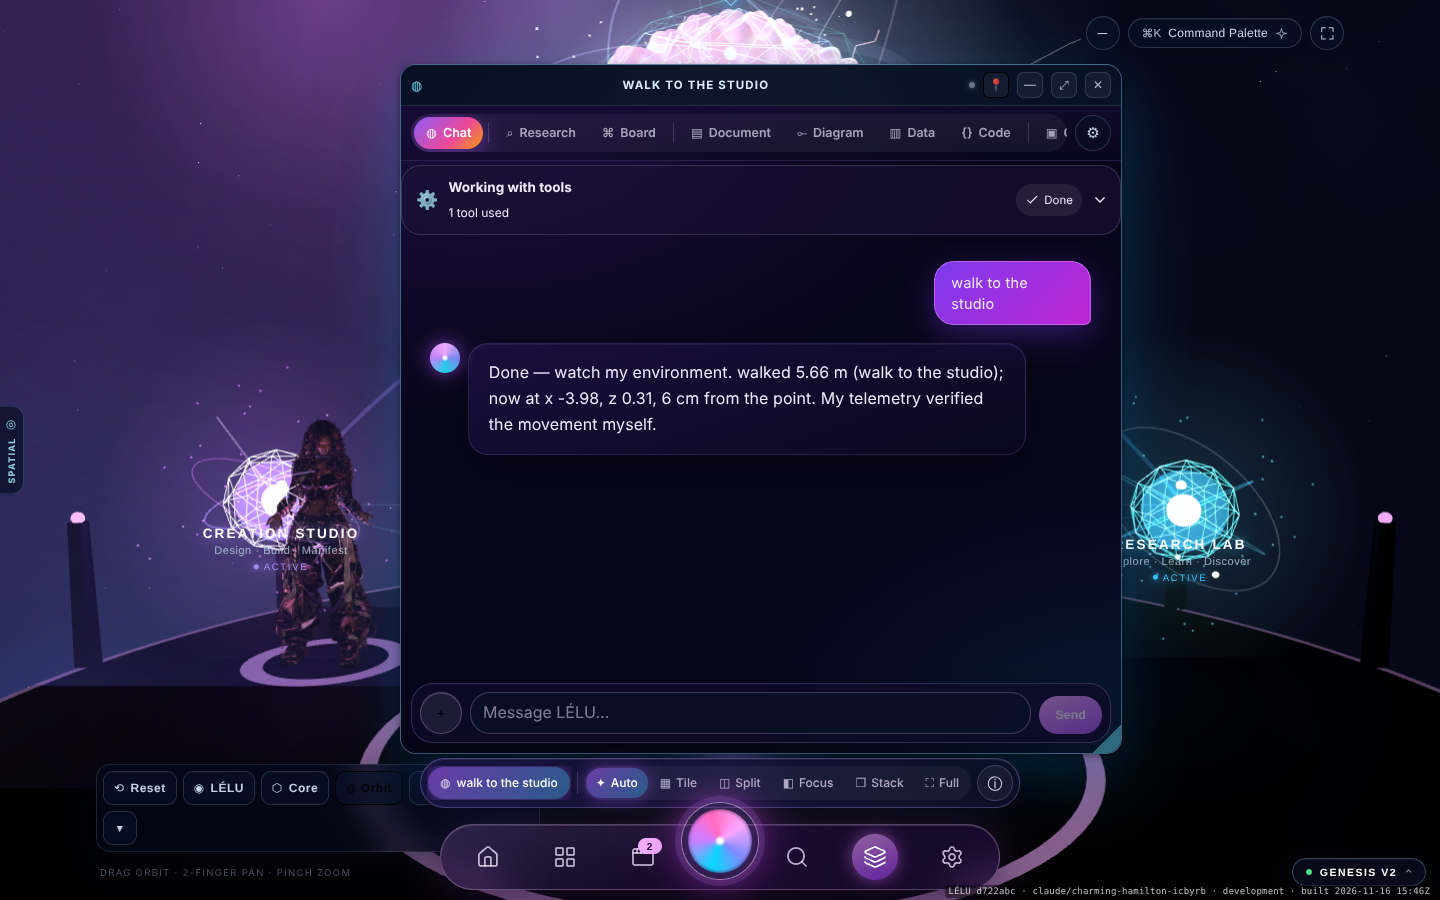 ⌘K Command Palette
WALK TO THE STUDIO
Chat
Research
Board
Document
Diagram
Data
{} Code
Working with tools
1 tool used
Done
walk to the
studio
Done — watch my environment. walked 5.66 m (walk to the studio);
now at x -3.98, z 0.31, 6 cm from the point. My telemetry verified
the movement myself.
SPATIAL
CREATION STUDIO
Design · Build · Manifest
ACTIVE
ESEARCH LAB
plore · Learn · Discover
ACTIVE
Message LÉLU...
Send
Reset
LÉLU
Core
Orbit
walk to the studio
Auto
Tile
Split
Focus
Stack
Full
2
DRAG ORBIT · 2-FINGER PAN · PINCH ZOOM
GENESIS V2
LÉLU d722abc · claude/charming-hamilton-icbyrb · development · built 2026-11-16 15:46Z